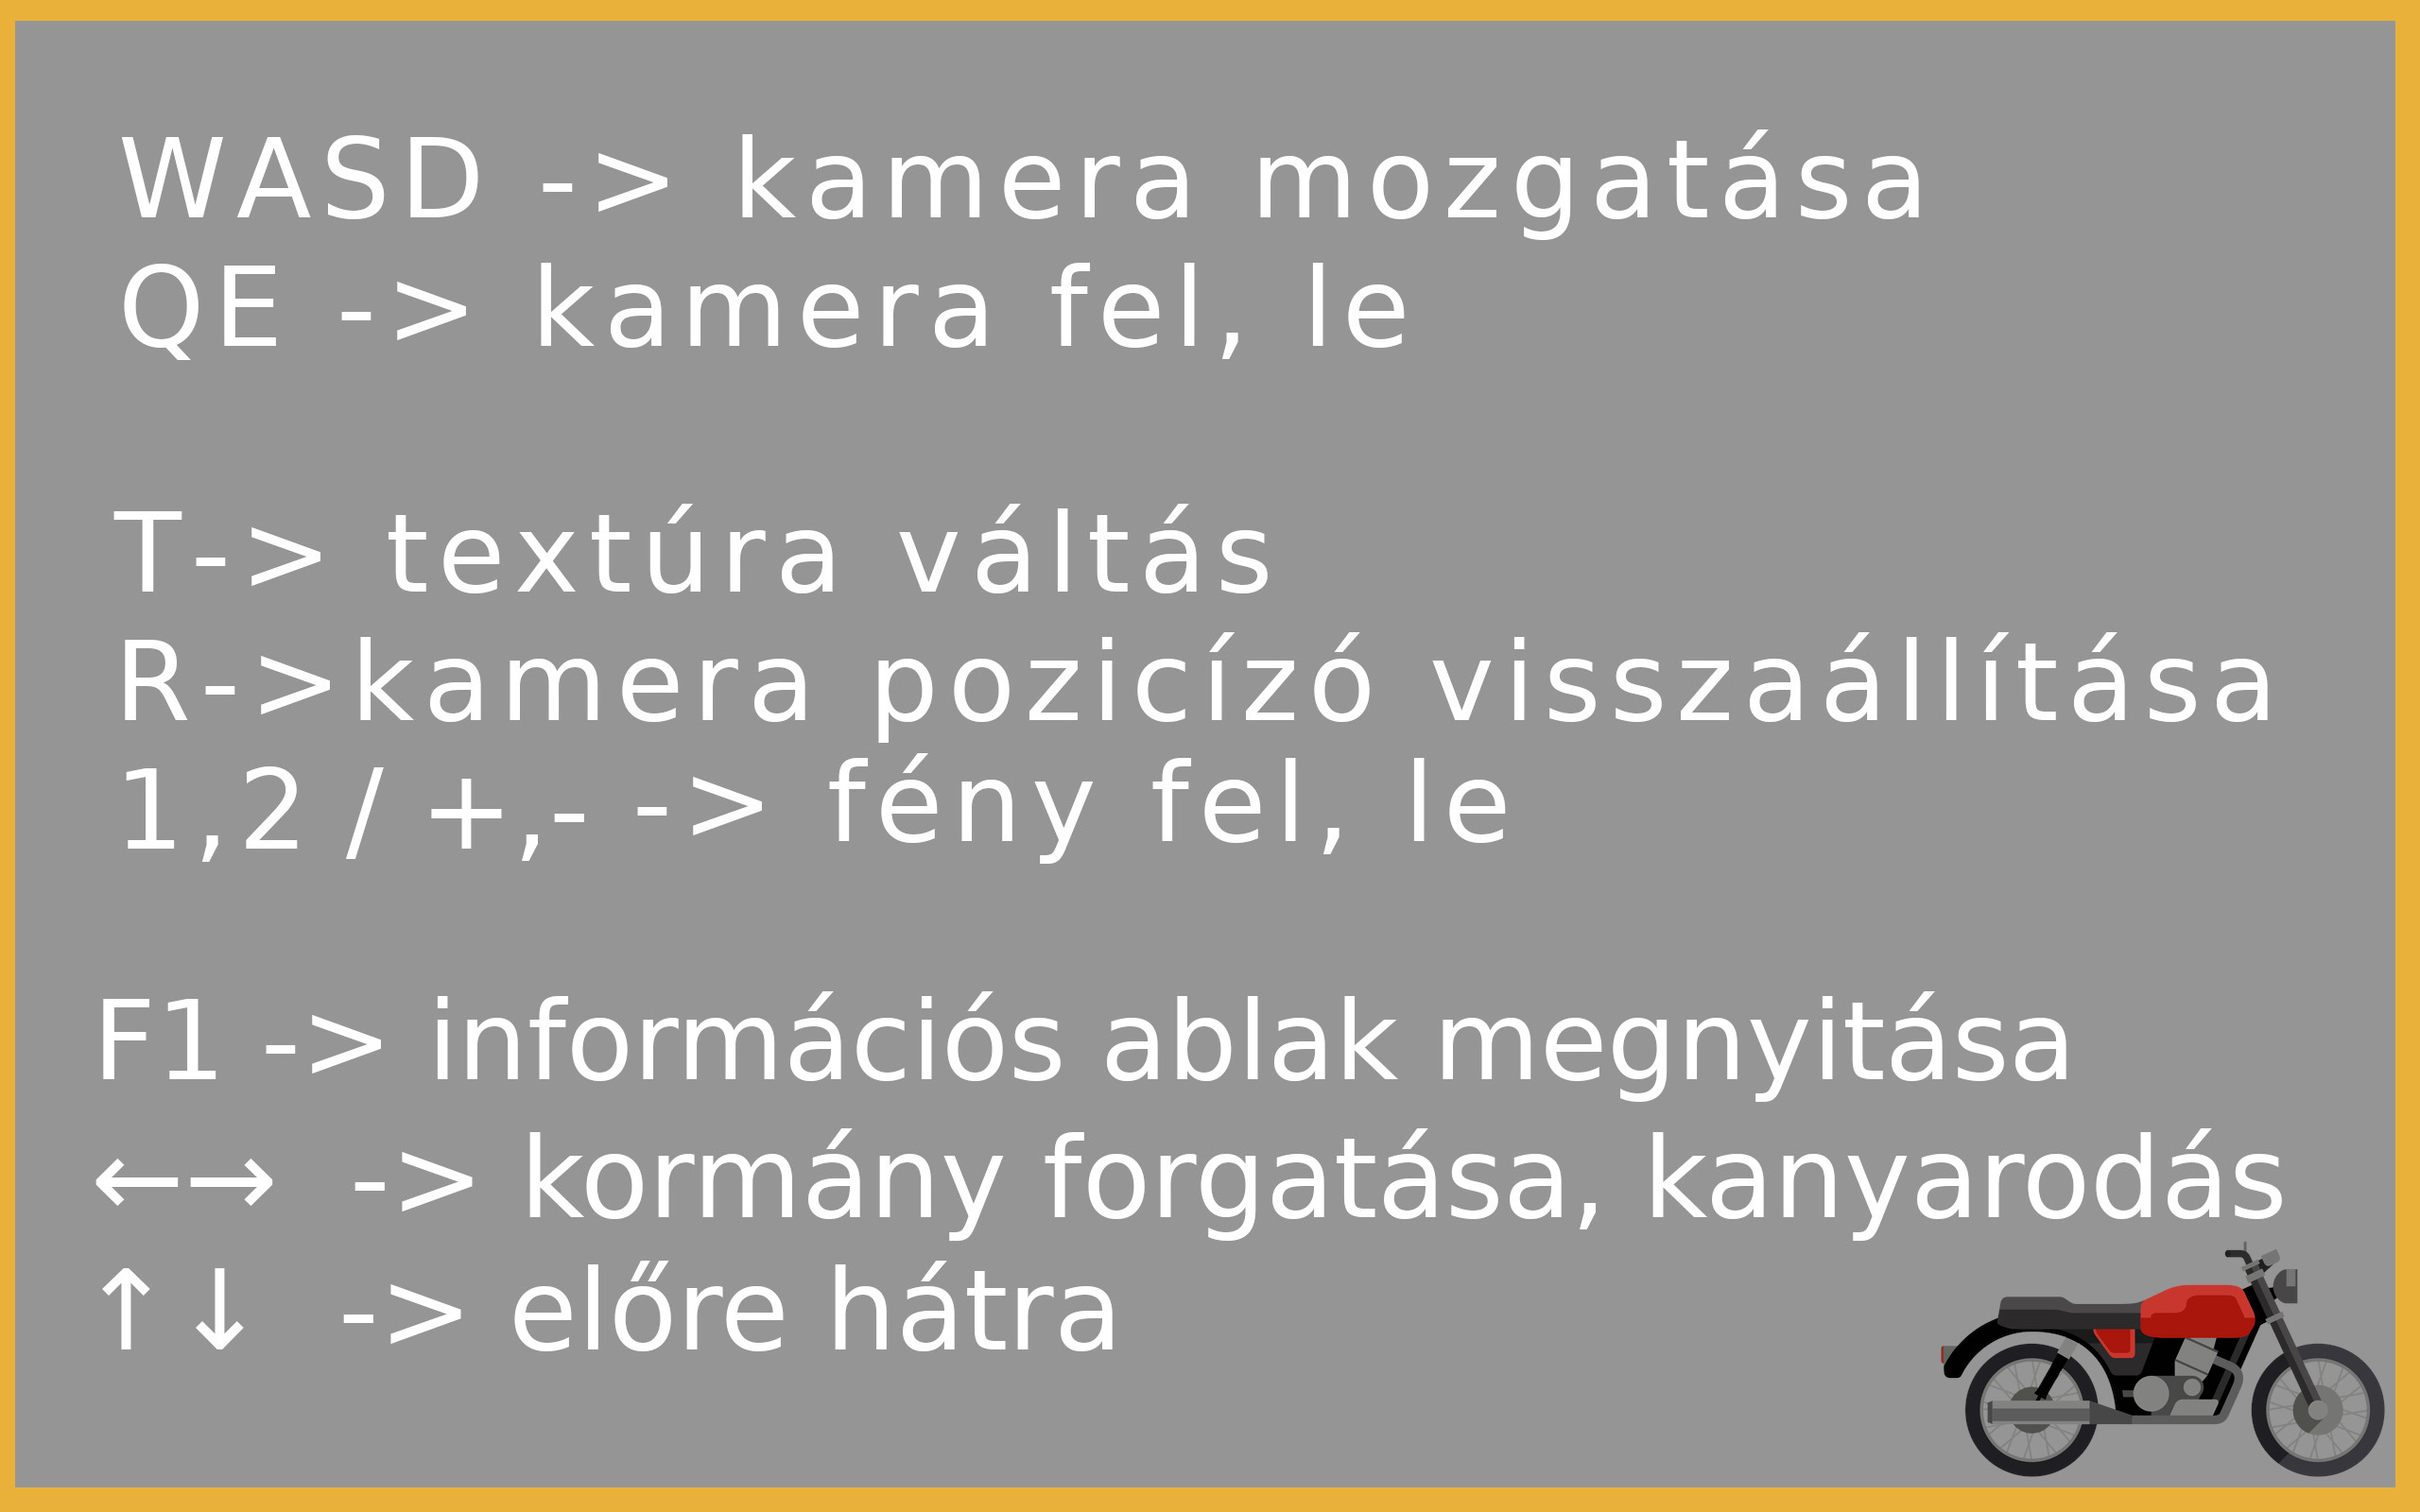 WASD -> kamera mozgatása
QE -> kamera fel, le
T-> textúra váltás
R->kamera pozicízó visszaállítása
1,2 / +,- -> fény fel, le
F1 -> információs ablak megnyitása
←→ -> kormány forgatása, kanyarodás
↑↓ -> előre hátra